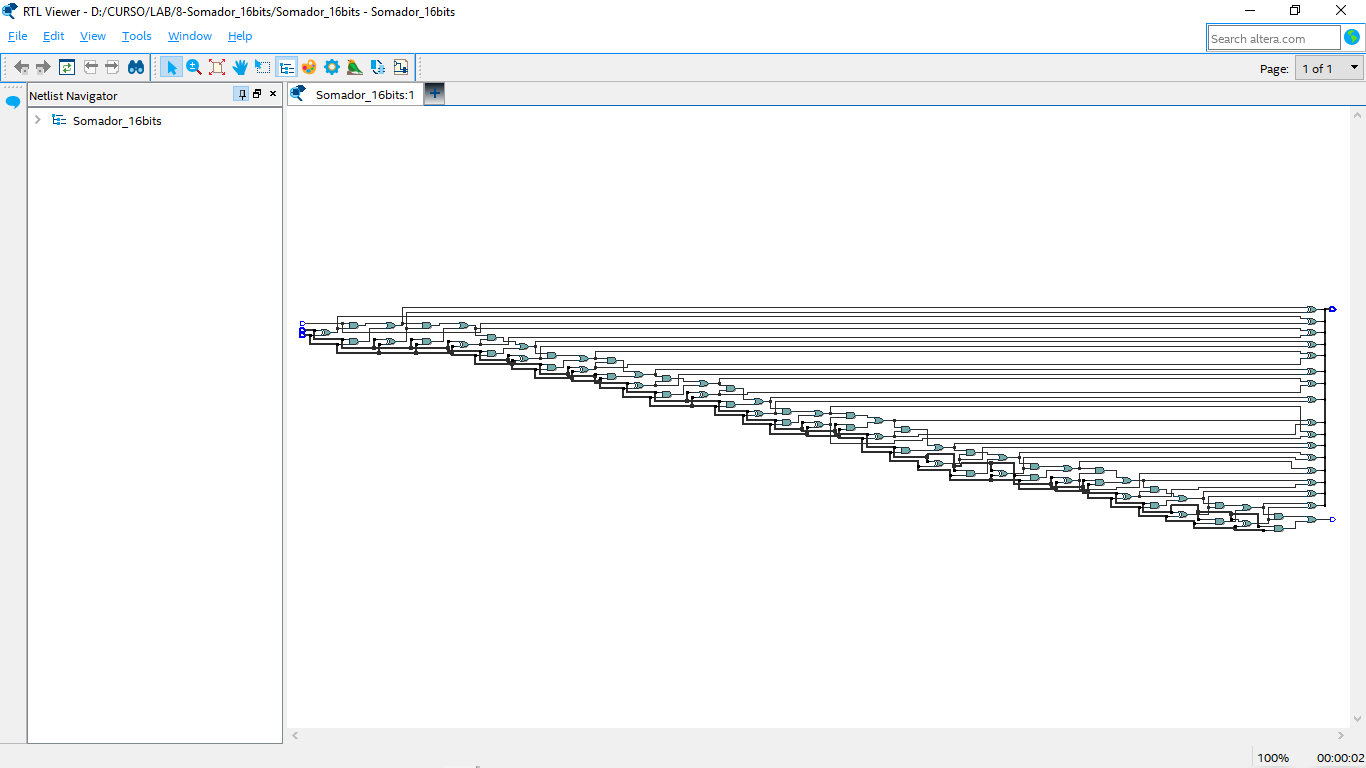 RTL Viewer - D:/CURSO/LAB/8-Somador_16bits/Somador_16bits - Somador_16bits
File Edit View Tools Window Help
Search altera.com
Page: 1 of 1
Netlist Navigator
Somador_16bits:1
Somador_16bits
100% 00:00:02